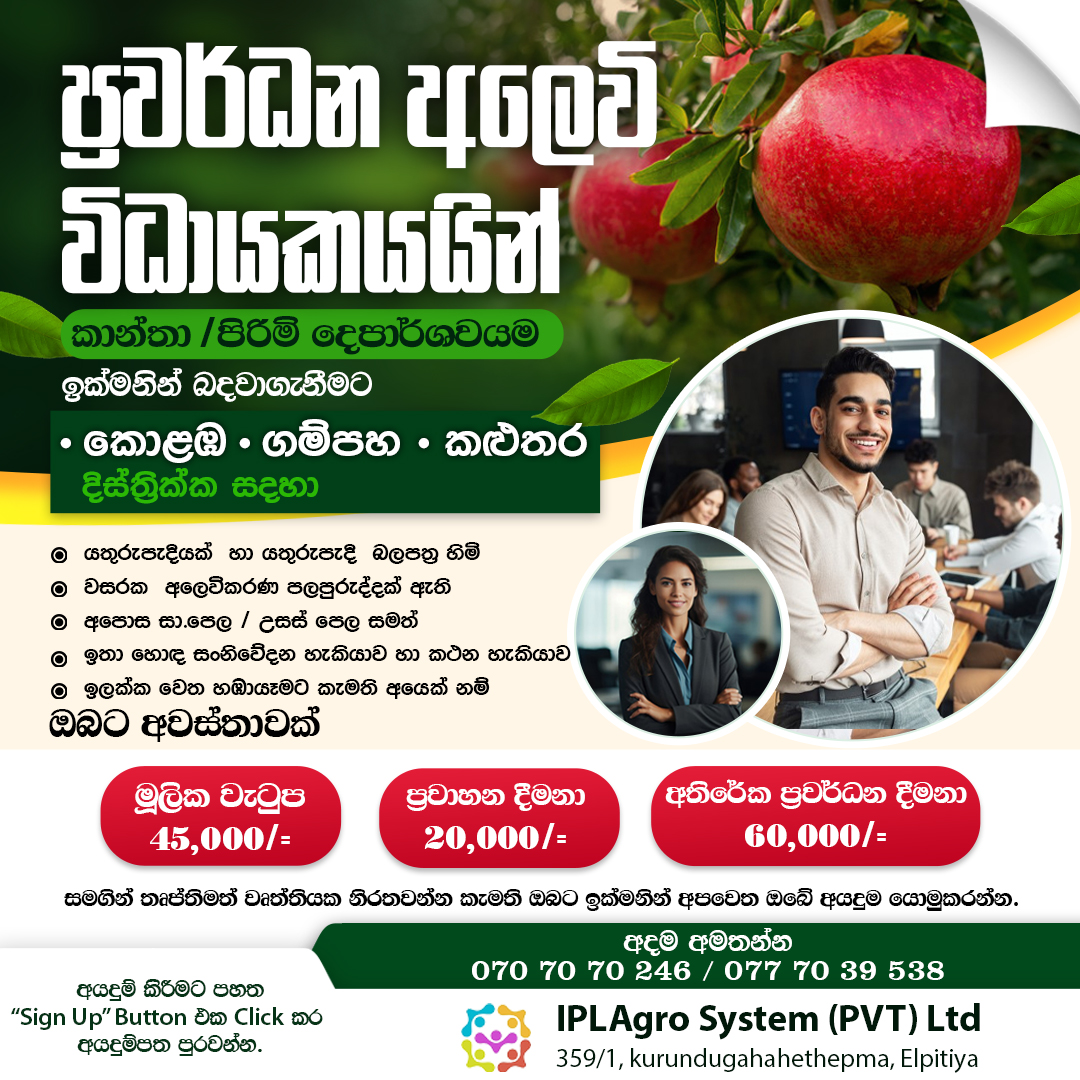 ප්‍රවර්ධන අලෙවි
විධායකයයින්
කාන්තා / පිරිමි දෙපාර්ශවයම
ඉක්මනින් බදවාගැනීමට
• කොළඹ • ගම්පහ • කළුතර
දිස්ත්‍රික්ක සදහා
යතුරුපැදියක් හා යතුරුපැදි බලපත්‍ර හිමි
වසරක අලෙවිකරණ පලපුරුද්දක් ඇති
අපොස සා.පෙල / උසස් පෙල සමත්
ඉතා හොඳ සංනිවේදන හැකියාව හා කථන හැකියාව
ඉලක්ක වෙත හඹායෑමට කැමති අයෙක් නම්
ඔබට අවස්තාවක්
මූලික වැටුප
45,000/=
ප්‍රවාහන දීමනා
20,000/=
අතිරේක ප්‍රවර්ධන දීමනා
60,000/=
සමගින් තෘප්තිමත් වෘත්තියක නිරතවන්න කැමති ඔබට ඉක්මනින් අපවෙත ඔබේ අයදුම යොමුකරන්න.
අදම අමතන්න
070 70 70 246 / 077 70 39 538
අයදුම් කිරීමට පහත
“Sign Up” Button එක Click කර
අයදුම්පත පුරවන්න.
IPLAgro System (PVT) Ltd
359/1, kurundugahahethepma, Elpitiya